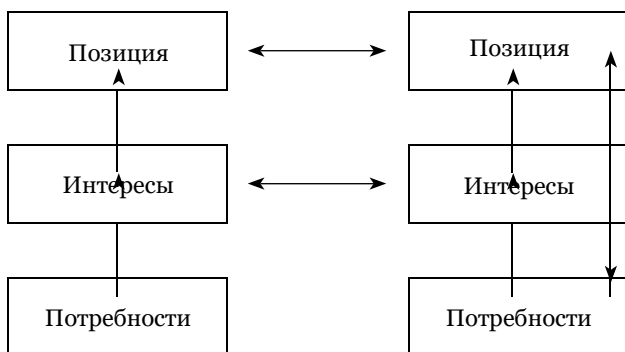 Позиция Позиция
Интересы Интересы
Потребности Потребности